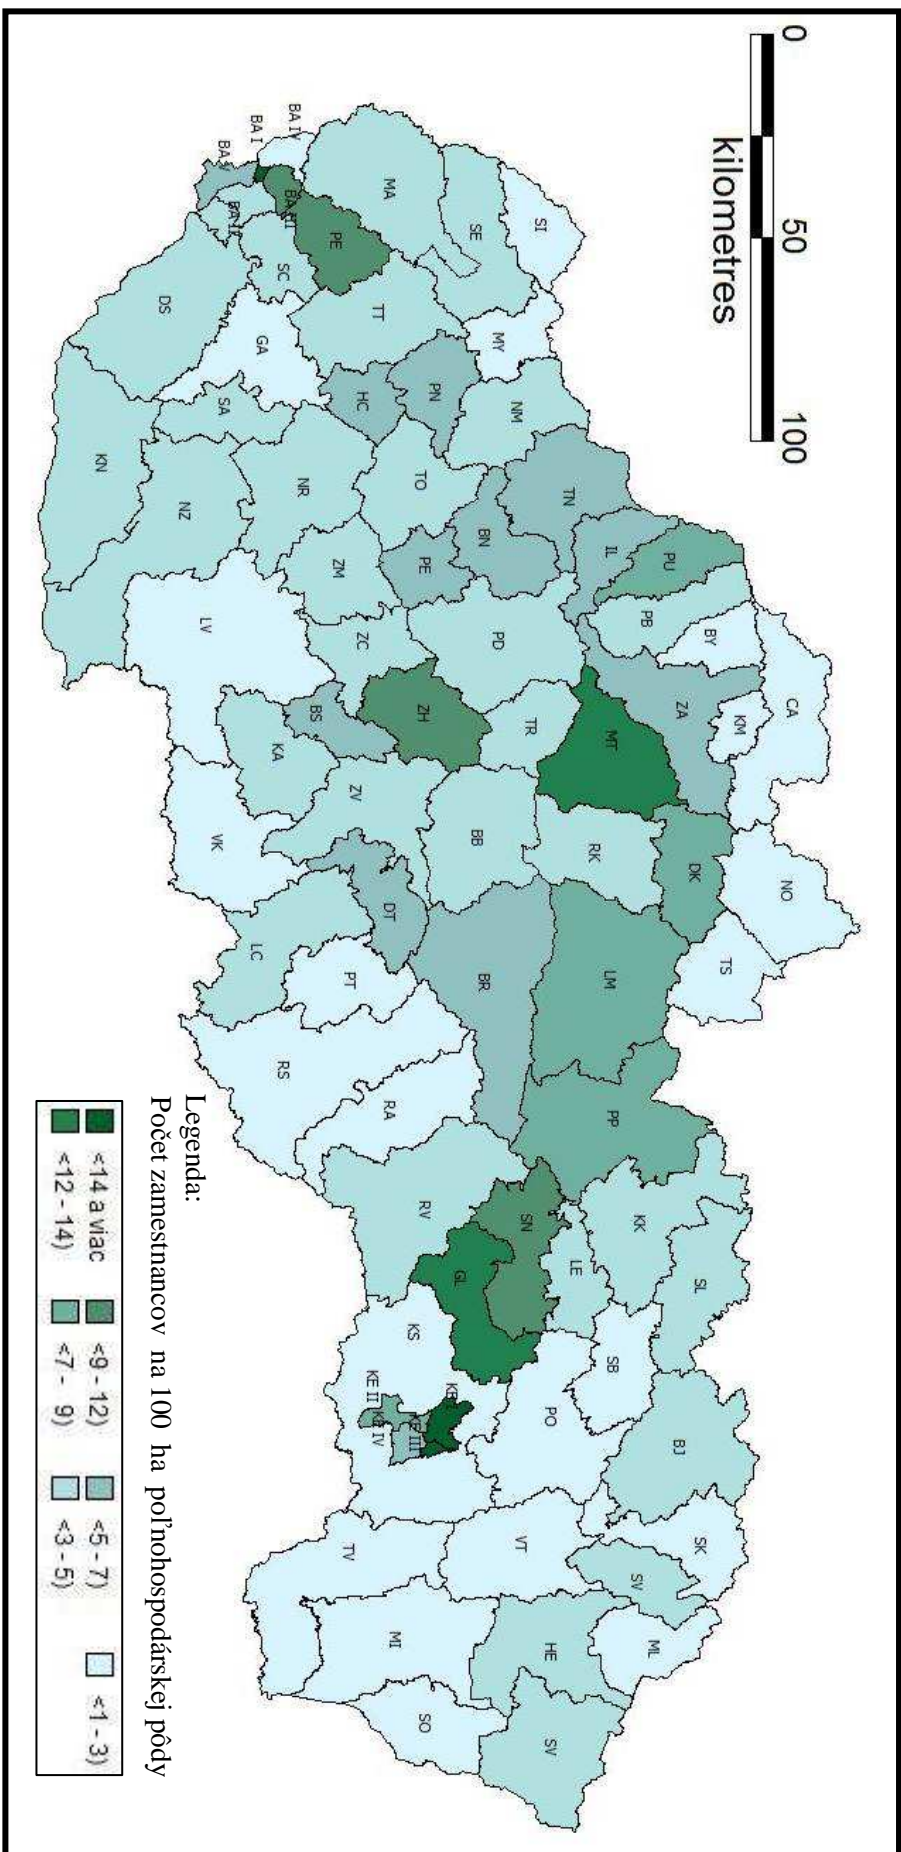 0 50 100
kilometres
SI
SE
MA
MY
BA IV
BA I
BA III
PE
SC
DS
GA
TT
HC
PN
NM
SA
KN
NZ
NR
TO
BN
TN
IL
PU
PB
BY
CA
KM
ZA
PE
ZM
PD
ZC
LV
ZH
BS
KA
TR
MT
ZV
BB
RK
DK
NO
VK
DT
LC
PT
BR
LM
TS
RS
RA
PP
RV
SN
GL
LE
KK
SL
KS
SB
PO
BJ
KE II
KE IV
KE III
KE
TV
VT
SV
SK
ML
MI
HE
SO
SV
Legenda:
Počet zamestnancov na 100 ha poľnohospodárskej pôdy
<14 a viac <9 - 12) <5 - 7) <1 - 3)
<12 - 14) <7 - 9) <3 - 5)